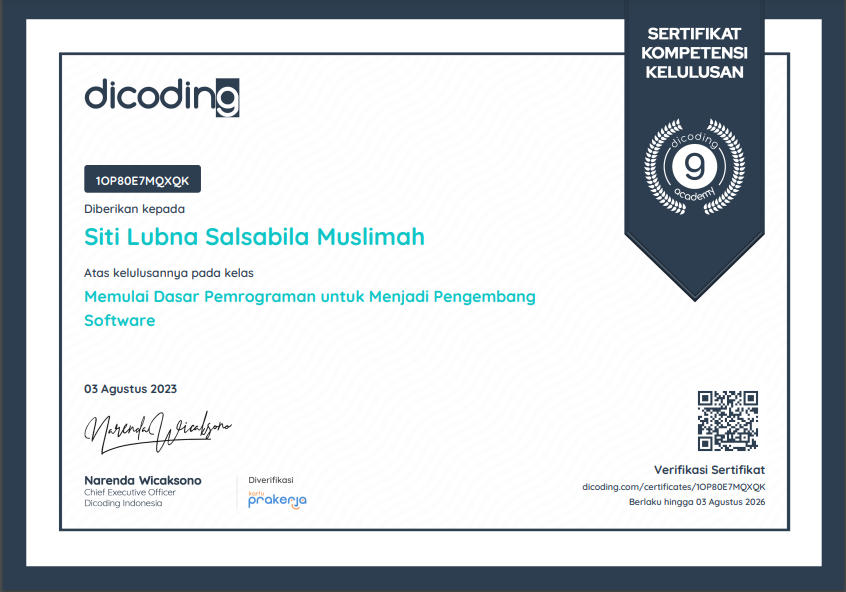 SERTIFIKAT
KOMPETENSI
KELULUSAN
dicoding
dicoding
9
academy
1OP80E7MQXQK
Diberikan kepada
Siti Lubna Salsabila Muslimah
Atas kelulusannya pada kelas
Memulai Dasar Pemrograman untuk Menjadi Pengembang
Software
03 Agustus 2023
Narenda Wicaksono
Narenda Wicaksono
Chief Executive Officer
Dicoding Indonesia
Diverifikasi
kartu
prakerja
Verifikasi Sertifikat
dicoding.com/certificates/1OP80E7MQXQK
Berlaku hingga 03 Agustus 2026